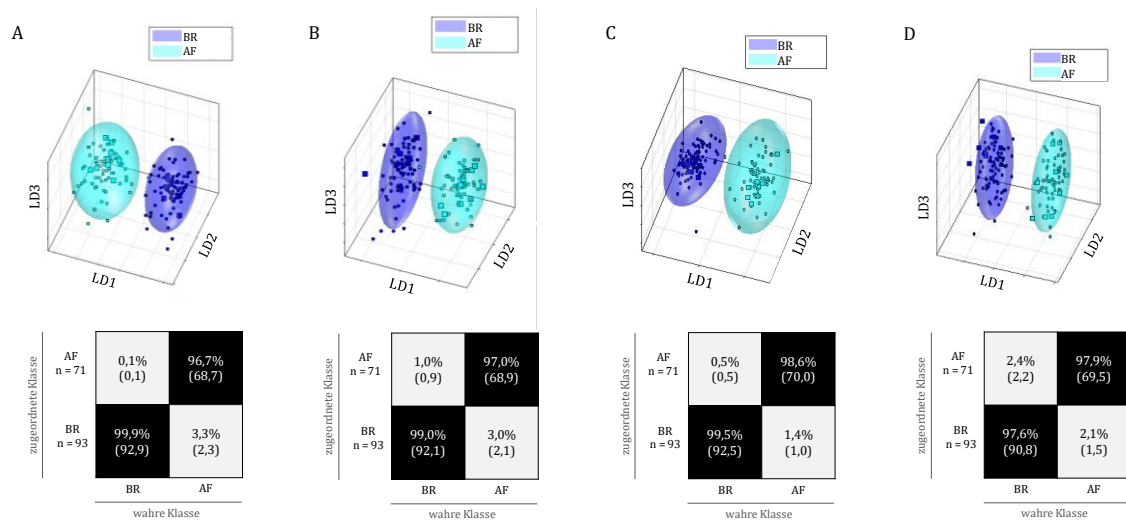 A
BR
AF
LD3
LD1
LD2
B
BR
AF
LD3
LD1
LD2
C
BR
AF
LD3
LD1
LD2
D
BR
AF
LD3
LD1
LD2
zugeordnete Klasse
AF
n = 71
0,1%
(0,1)
96,7%
(68,7)
BR
n = 93
99,9%
(92,9)
3,3%
(2,3)
BR
AF
wahre Klasse
zugeordnete Klasse
AF
n = 71
1,0%
(0,9)
97,0%
(68,9)
BR
n = 93
99,0%
(92,1)
3,0%
(2,1)
BR
AF
wahre Klasse
zugeordnete Klasse
AF
n = 71
0,5%
(0,5)
98,6%
(70,0)
BR
n = 93
99,5%
(92,5)
1,4%
(1,0)
BR
AF
wahre Klasse
zugeordnete Klasse
AF
n = 71
2,4%
(2,2)
97,9%
(69,5)
BR
n = 93
97,6%
(90,8)
2,1%
(1,5)
BR
AF
wahre Klasse